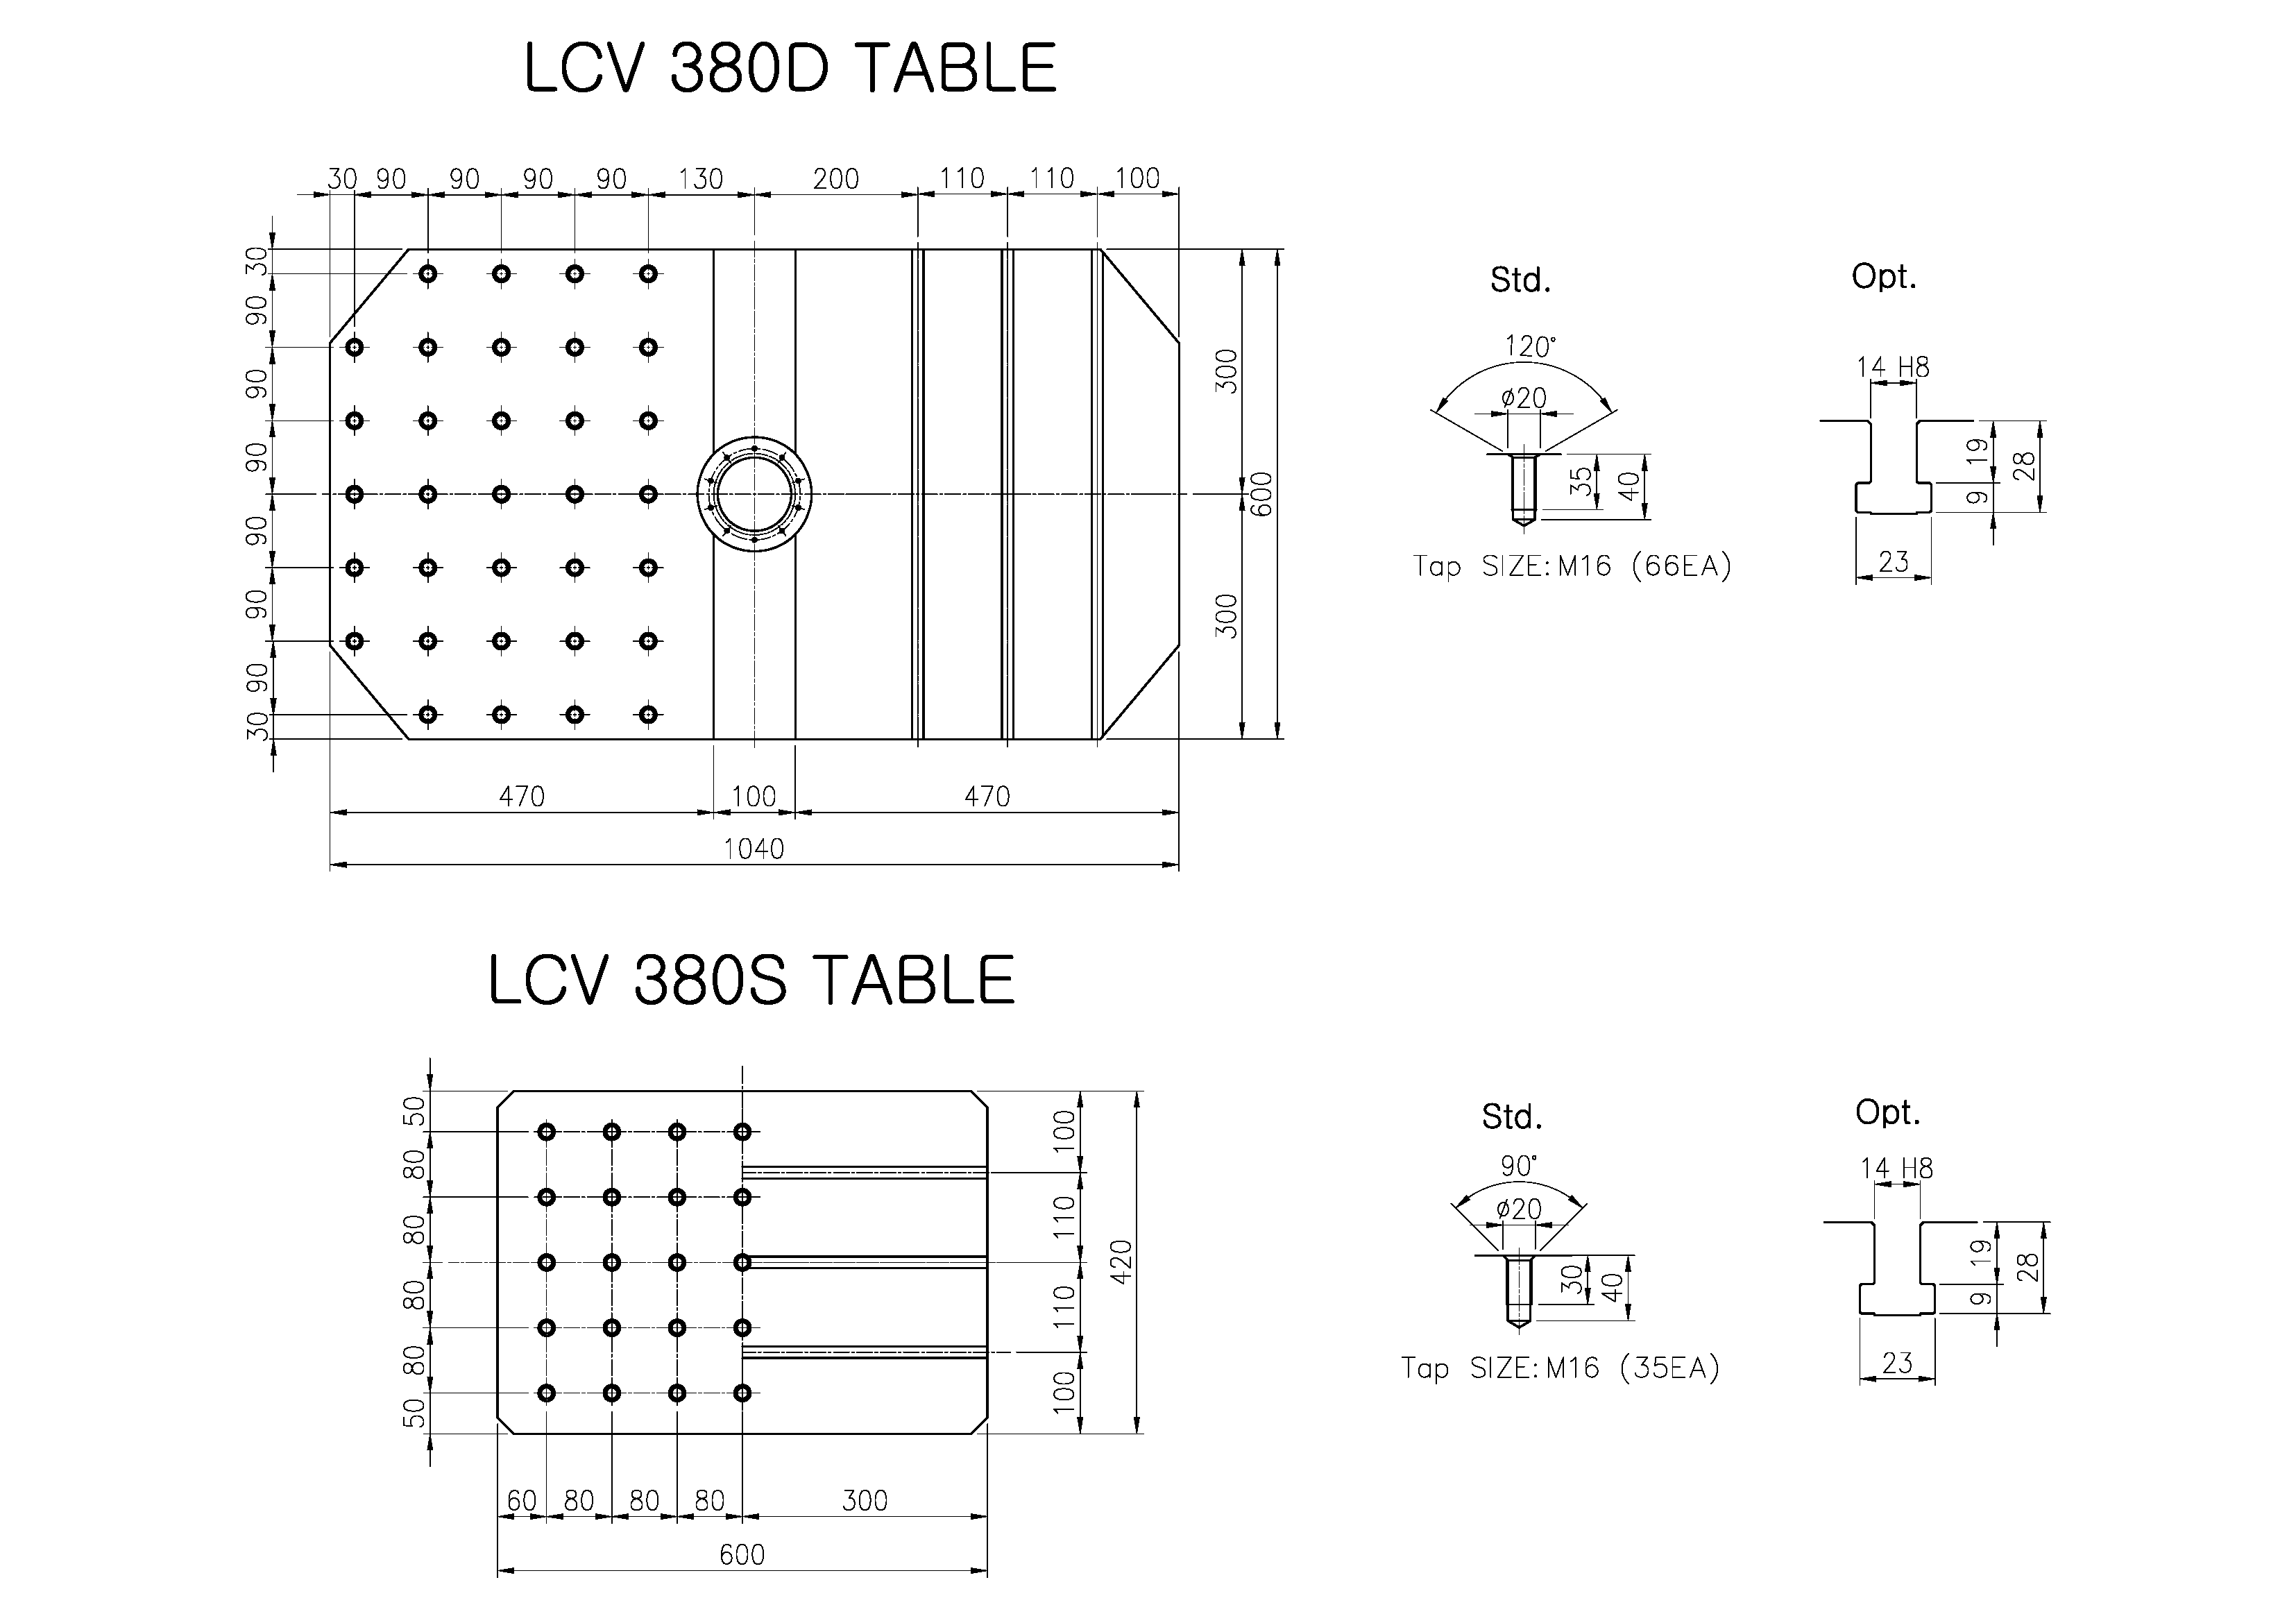 LCV 380D TABLE
30 90 90 90 90 130 200 110 110 100
30
90
90
90
90
90
90
30
300
300
600
470 100 470
1040
Std.
120°
ø20
35
40
Tap SIZE:M16 (66EA)
Opt.
14 H8
19
9
28
23
LCV 380S TABLE
50
80
80
80
80
50
100
110
110
100
420
60 80 80 80 300
600
Std.
90°
ø20
30
40
Tap SIZE:M16 (35EA)
Opt.
14 H8
19
9
28
23